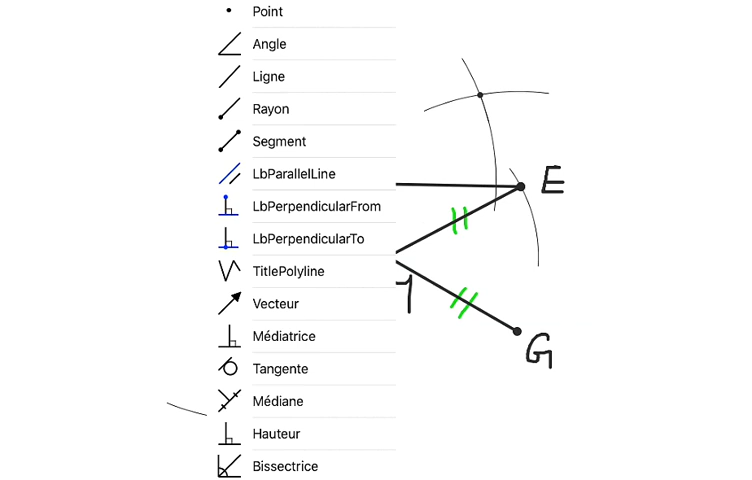 Point
Angle
Ligne
Rayon
Segment
LbParallelLine
LbPerpendicularFrom
LbPerpendicularTo
TitlePolyline
Vecteur
Médiatrice
Tangente
Médiane
Hauteur
Bissectrice
E
G